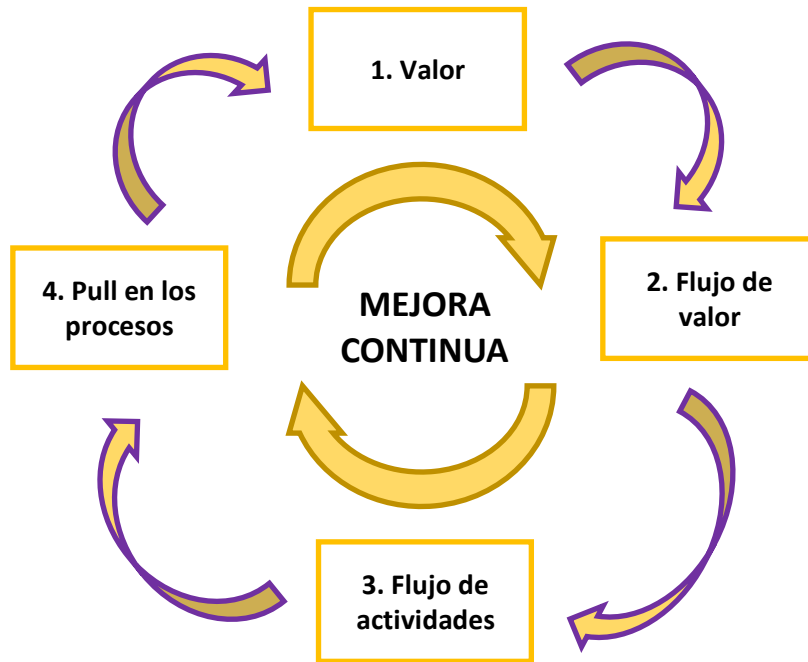 1. Valor
2. Flujo de
valor
3. Flujo de
actividades
4. Pull en los
procesos
MEJORA
CONTINUA